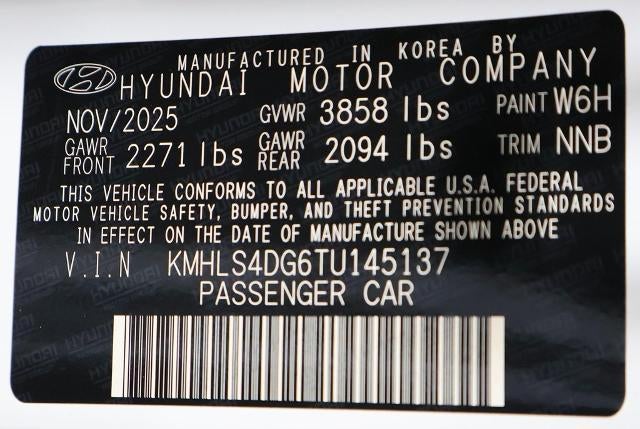 MANUFACTURED IN KOREA BY
HYUNDAI MOTOR COMPANY
NOV/2025 GVWR 3858 lbs PAINT W6H
GAWR FRONT 2271 lbs GAWR REAR 2094 lbs TRIM NNB
THIS VEHICLE CONFORMS TO ALL APPLICABLE U.S.A. FEDERAL
MOTOR VEHICLE SAFETY, BUMPER, AND THEFT PREVENTION STANDARDS
IN EFFECT ON THE DATE OF MANUFACTURE SHOWN ABOVE
V.I.N KMHLS4DG6TU145137
PASSENGER CAR